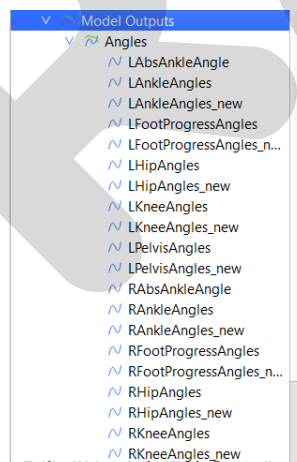 Model Outputs
Angles
LAbsAnkleAngle
LAnkleAngles
LAnkleAngles_new
LFootProgressAngles
LFootProgressAngles_n...
LHipAngles
LHipAngles_new
LKneeAngles
LKneeAngles_new
LPelvisAngles
LPelvisAngles_new
RAbsAnkleAngle
RAnkleAngles
RAnkleAngles_new
RFootProgressAngles
RFootProgressAngles_n...
RHipAngles
RHipAngles_new
RKneeAngles
RKneeAngles_new